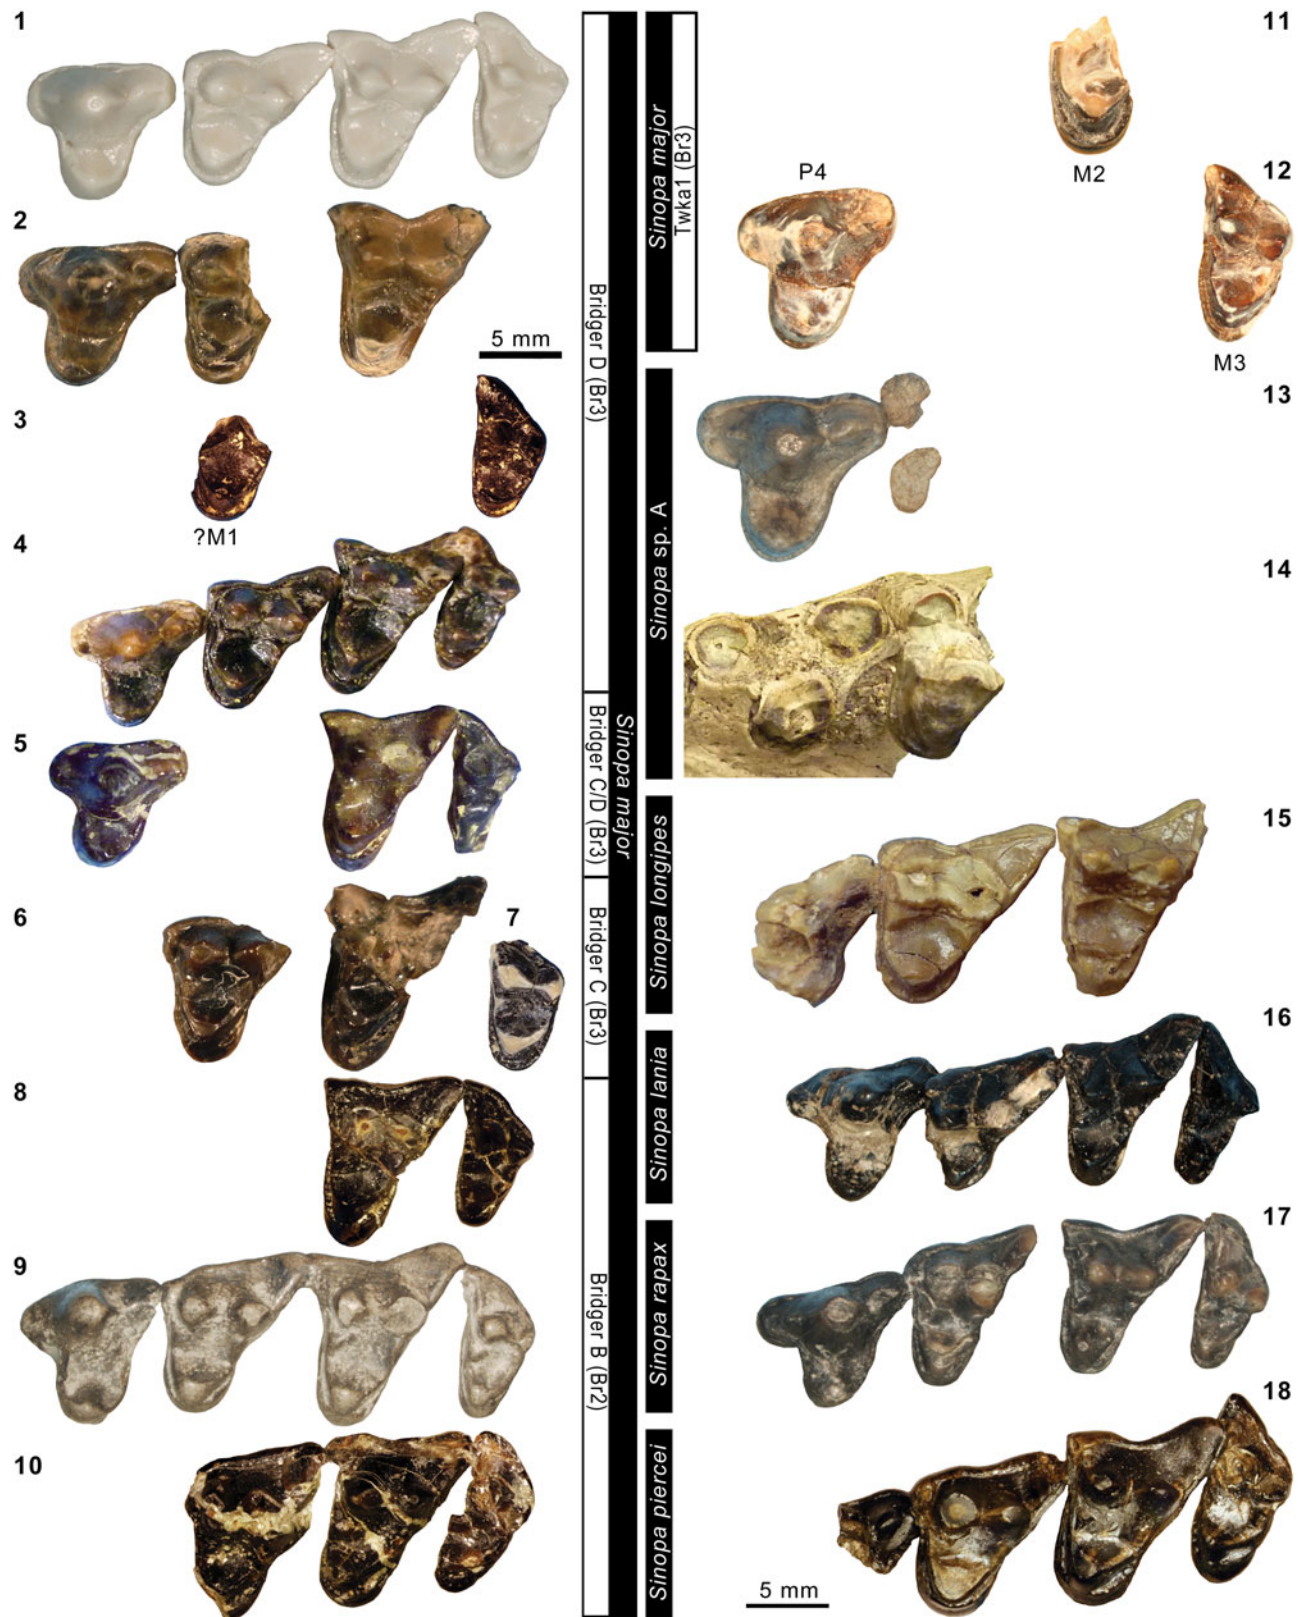 1
2
5 mm
3
?M1
4
5
6
7
8
9
10
Bridger D (Br3)
Bridger C/D (Br3)
Bridger C (Br3)
Bridger B (Br2)
Sinopa major
Sinopa major
Twka1 (Br3)
Sinopa sp. A
Sinopa longipes
Sinopa lania
Sinopa rapax
Sinopa piercei
11
M2
P4
12
M3
13
14
15
16
17
18
5 mm